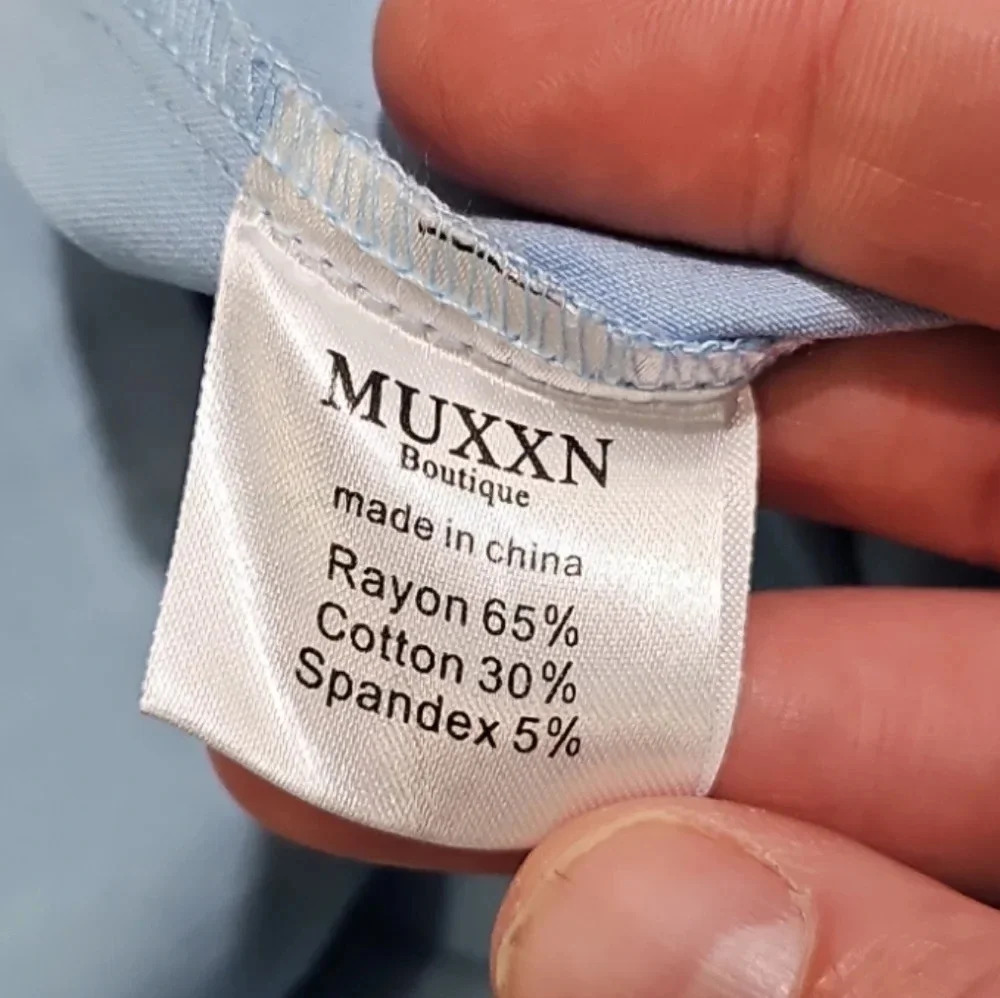 MUXXN
Boutique
made in china
Rayon 65%
Cotton 30%
Spandex 5%